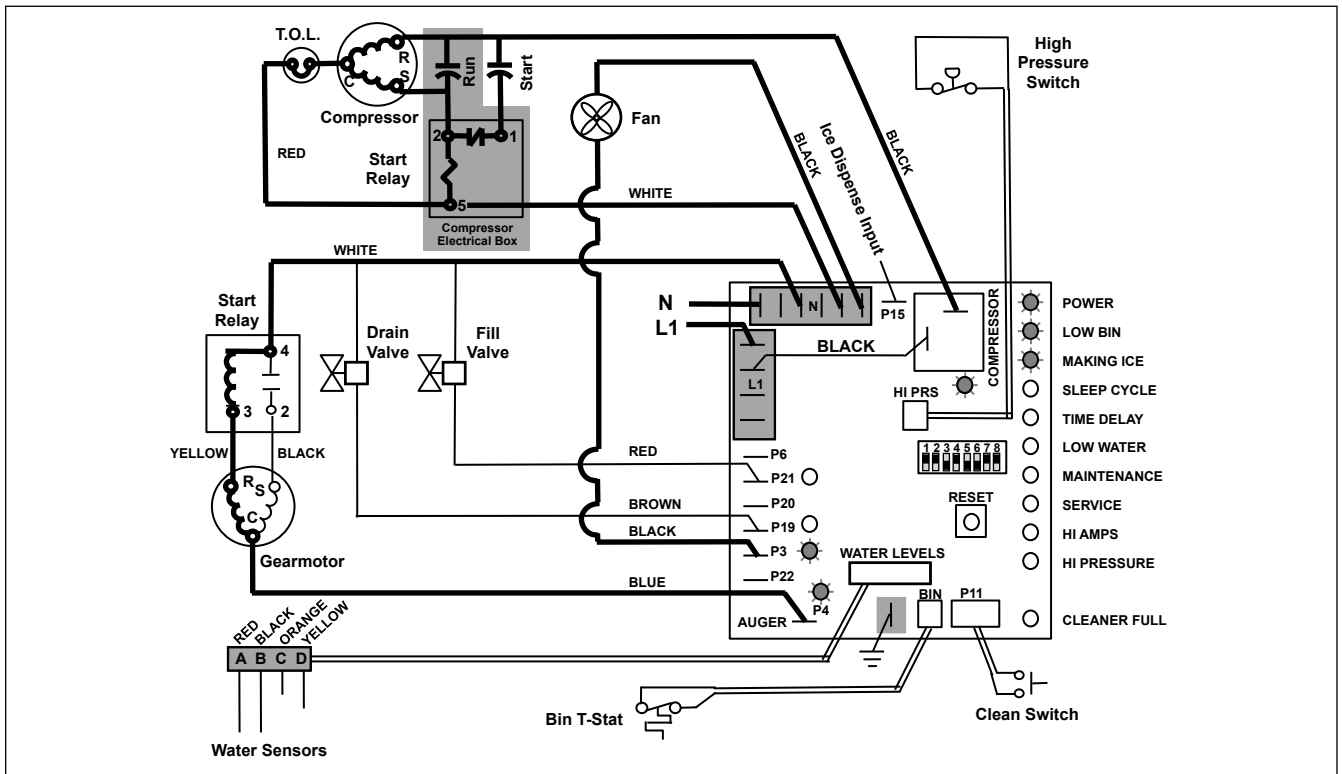 T.O.L.
R
S
C
Compressor
Run
Start
2
1
Start
Relay
5
Compressor
Electrical Box
RED
Fan
BLACK
Ice Dispense Input
BLACK
High
Pressure
Switch
WHITE
WHITE
Start
Relay
4
3
2
YELLOW
BLACK
R
S
C
Gearmotor
Drain
Valve
Fill
Valve
N
L1
N
P15
L1
BLACK
COMPRESSOR
HI PRS
1 2 3 4 5 6 7 8
RESET
POWER
LOW BIN
MAKING ICE
SLEEP CYCLE
TIME DELAY
LOW WATER
MAINTENANCE
SERVICE
HI AMPS
HI PRESSURE
CLEANER FULL
RED
P6
P21
P20
BROWN
P19
BLACK
P3
P22
BLUE
P4
AUGER
WATER LEVELS
BIN
P11
RED
BLACK
ORANGE
YELLOW
A B C D
Water Sensors
Bin T-Stat
Clean Switch